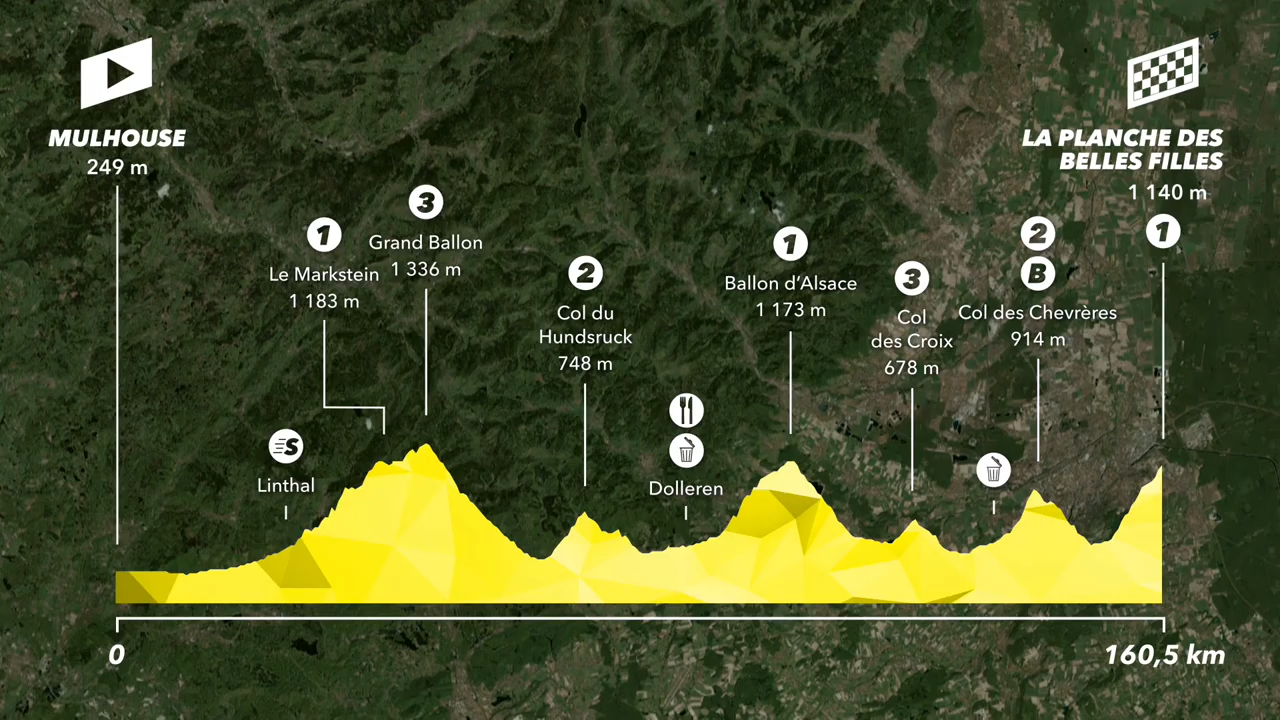 MULHOUSE
249 m
LA PLANCHE DES
BELLES FILLES
1 140 m
1
3
Grand Ballon
1 336 m
1
Le Markstein
1 183 m
2
Col du
Hundsruck
748 m
1
Ballon d'Alsace
1 173 m
3
Col
des Croix
678 m
2
B
Col des Chevrères
914 m
S
Linthal
Dolleren
0
160,5 km